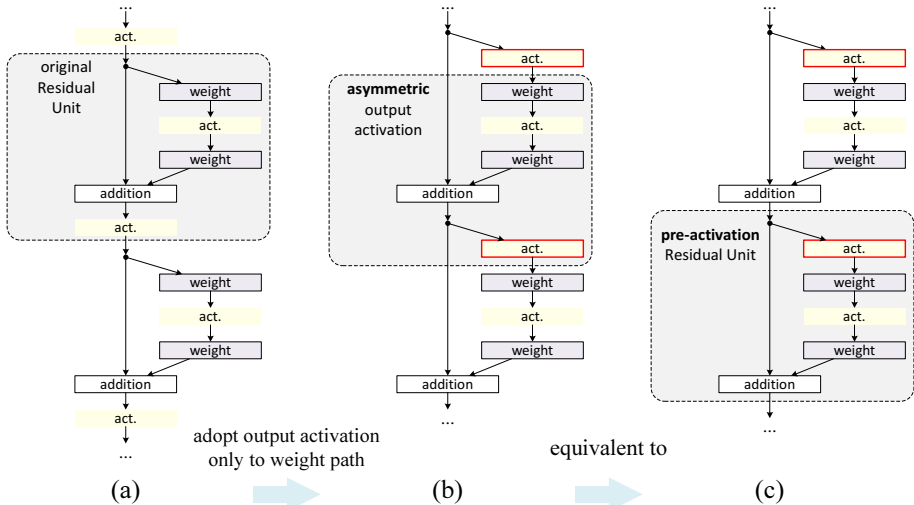 ...
act.
original
Residual
Unit
weight
act.
weight
addition
act.
weight
act.
weight
addition
act.
...
(a)
adopt output activation
only to weight path
...
act.
asymmetric
output
activation
weight
act.
weight
addition
act.
weight
act.
weight
addition
...
(b)
equivalent to
...
act.
weight
act.
weight
addition
pre-activation
Residual Unit
act.
weight
act.
weight
addition
...
(c)